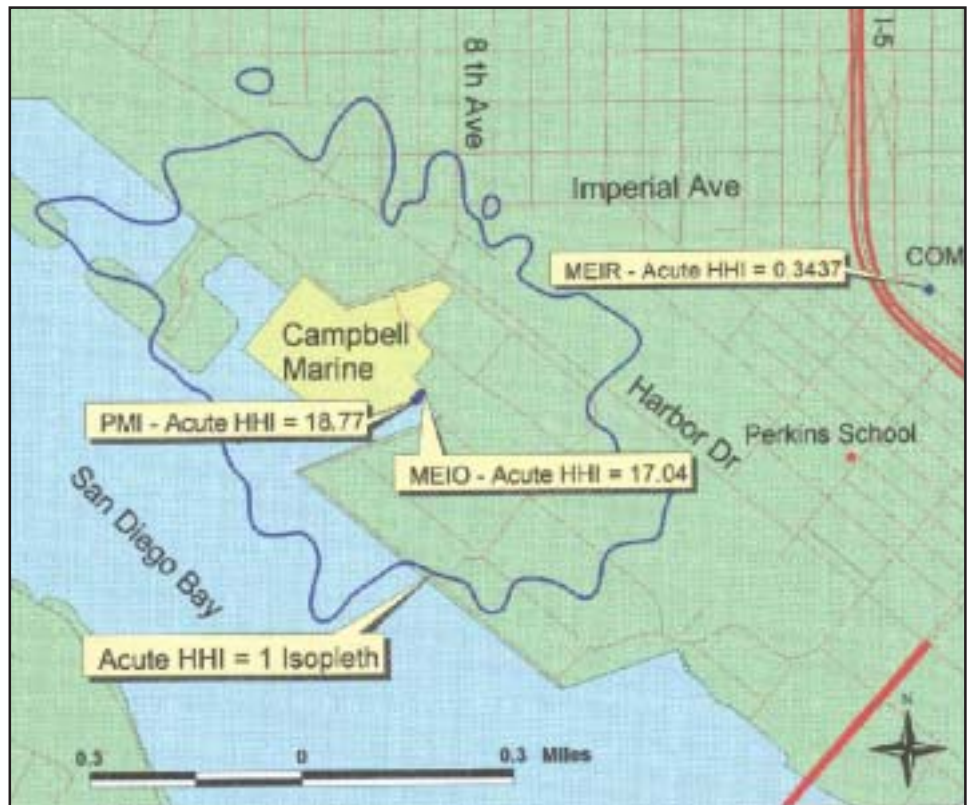 I-5
8 th Ave
Imperial Ave
COM
MEIR - Acute HHI = 0.3437
Campbell
Marine
PMI - Acute HHI = 18.77
Harbor Dr
Perkins School
MEIO - Acute HHI = 17.04
San Diego Bay
Acute HHI = 1 Isopleth
N
0.3 0 0.3 Miles